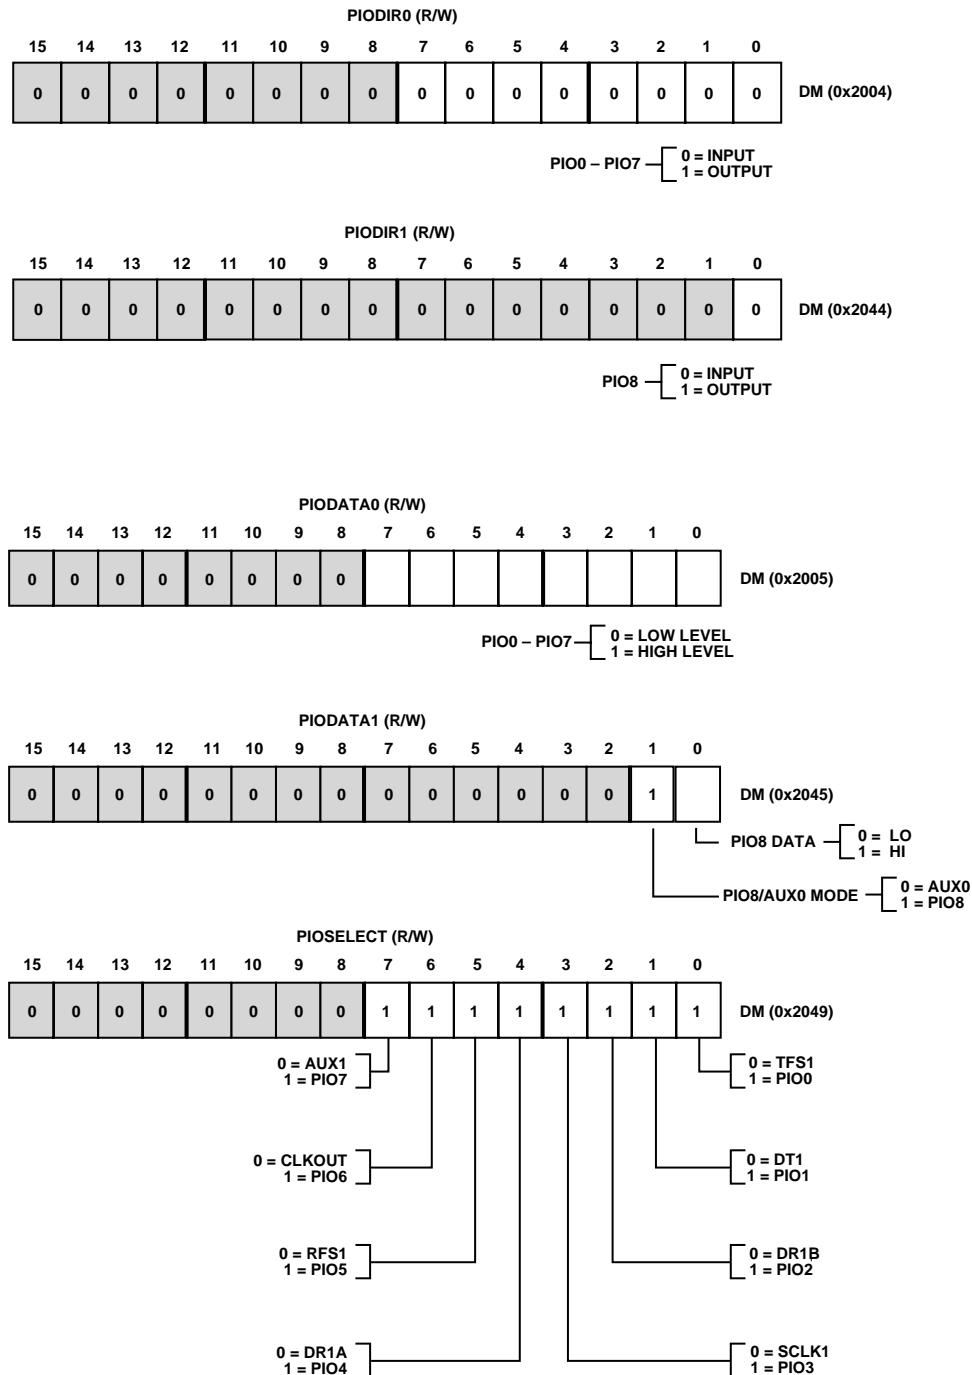 PIODIR0 (R/W)
15 14 13 12 11 10 9 8 7 6 5 4 3 2 1 0
0 0 0 0 0 0 0 0 0 0 0 0 0 0 0 0 DM (0x2004)
PIO0 – PIO7 0 = INPUT
1 = OUTPUT
PIODIR1 (R/W)
15 14 13 12 11 10 9 8 7 6 5 4 3 2 1 0
0 0 0 0 0 0 0 0 0 0 0 0 0 0 0 0 DM (0x2044)
PIO8 0 = INPUT
1 = OUTPUT
PIODATA0 (R/W)
15 14 13 12 11 10 9 8 7 6 5 4 3 2 1 0
0 0 0 0 0 0 0 0 DM (0x2005)
PIO0 – PIO7 0 = LOW LEVEL
1 = HIGH LEVEL
PIODATA1 (R/W)
15 14 13 12 11 10 9 8 7 6 5 4 3 2 1 0
0 0 0 0 0 0 0 0 0 0 0 0 0 0 1 DM (0x2045)
PIO8 DATA 0 = LO
1 = HI
PIO8/AUX0 MODE 0 = AUX0
1 = PIO8
PIOSELECT (R/W)
15 14 13 12 11 10 9 8 7 6 5 4 3 2 1 0
0 0 0 0 0 0 0 0 1 1 1 1 1 1 1 1 DM (0x2049)
0 = AUX1 0 = TFS1
1 = PIO7 1 = PIO0
0 = CLKOUT 0 = DT1
1 = PIO6 1 = PIO1
0 = RFS1 0 = DR1B
1 = PIO5 1 = PIO2
0 = DR1A 0 = SCLK1
1 = PIO4 1 = PIO3